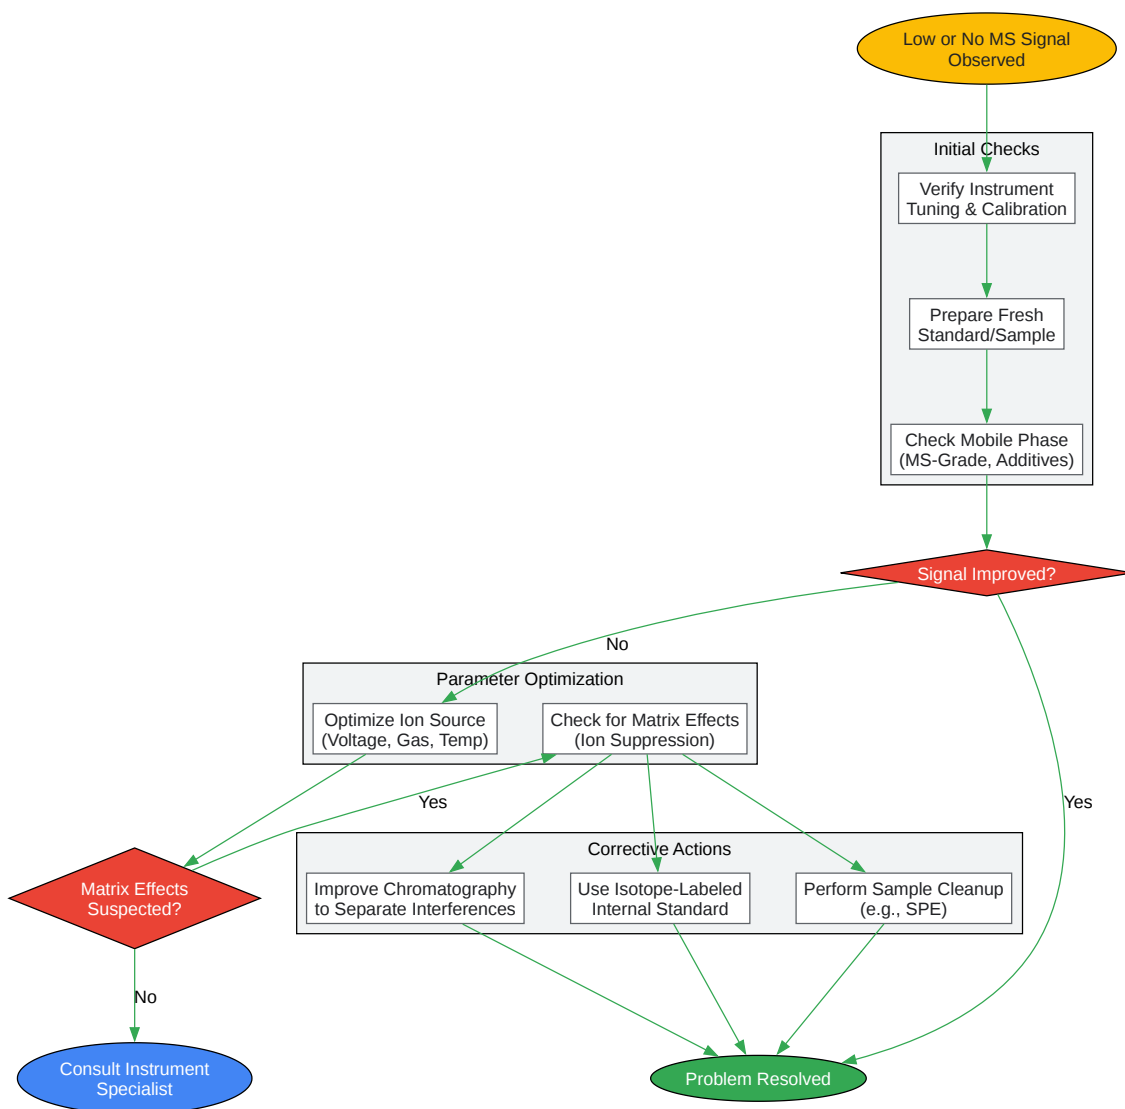 Low or No MS Signal
Observed
Initial Checks
Verify Instrument
Tuning & Calibration
Prepare Fresh
Standard/Sample
Check Mobile Phase
(MS-Grade, Additives)
Signal Improved?
No
Parameter Optimization
Optimize Ion Source
(Voltage, Gas, Temp)
Check for Matrix Effects
(Ion Suppression)
Yes
Yes
Corrective Actions
Matrix Effects
Suspected?
Improve Chromatography
to Separate Interferences
Use Isotope-Labeled
Internal Standard
Perform Sample Cleanup
(e.g., SPE)
No
Consult Instrument
Specialist
Problem Resolved